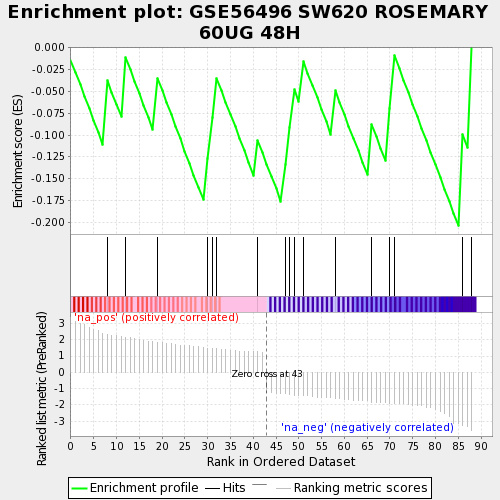 Enrichment plot: GSE56496 SW620 ROSEMARY
60UG 48H
Enrichment score (ES)
0.000
-0.025
-0.050
-0.075
-0.100
-0.125
-0.150
-0.175
-0.200
Ranked list metric (PreRanked)
3
2
1
0
-1
-2
-3
'na_pos' (positively correlated)
Zero cross at 43
'na_neg' (negatively correlated)
0 5 10 15 20 25 30 35 40 45 50 55 60 65 70 75 80 85 90
Rank in Ordered Dataset
Enrichment profile Hits Ranking metric scores